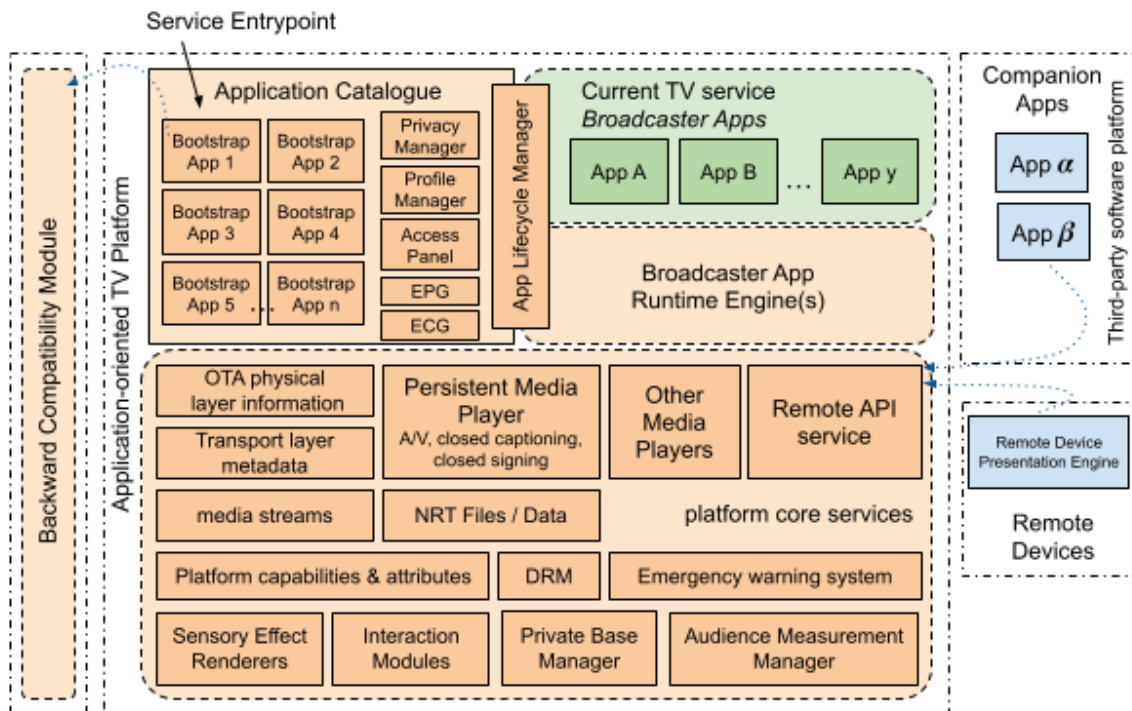 Service Entrypoint
Backward Compatibility Module
Application-oriented TV Platform
Application Catalogue
Bootstrap
App 1
Bootstrap
App 2
Bootstrap
App 3
Bootstrap
App 4
Bootstrap
App 5
...
Bootstrap
App n
Privacy
Manager
Profile
Manager
Access
Panel
EPG
ECG
App Lifecycle Manager
Current TV service
Broadcaster Apps
App A
App B
...
App y
Broadcaster App
Runtime Engine(s)
OTA physical
layer information
Transport layer
metadata
Persistent Media
Player
A/V, closed captioning,
closed signing
Other
Media
Players
Remote API
service
media streams
NRT Files / Data
platform core services
Platform capabilities & attributes
DRM
Emergency warning system
Sensory Effect
Renderers
Interaction
Modules
Private Base
Manager
Audience Measurement
Manager
Companion
Apps
App α
App β
Third-party software platform
Remote Device
Presentation Engine
Remote
Devices